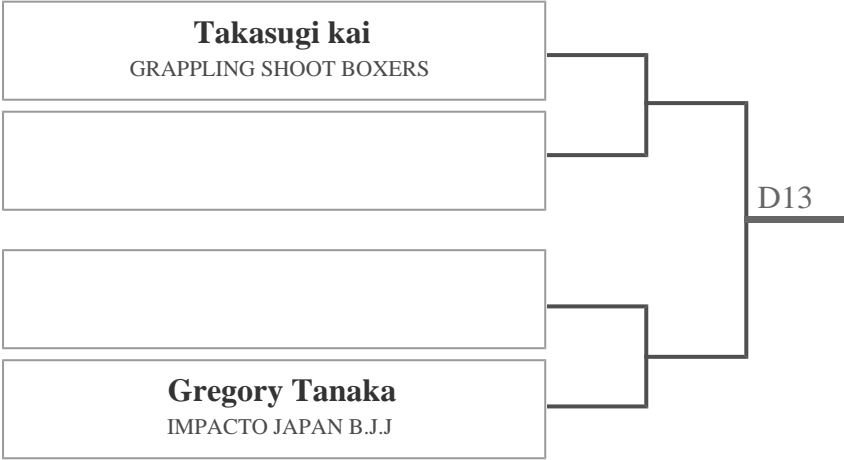 Takasugi kai
GRAPPLING SHOOT BOXERS
D13
Gregory Tanaka
IMPACTO JAPAN B.J.J